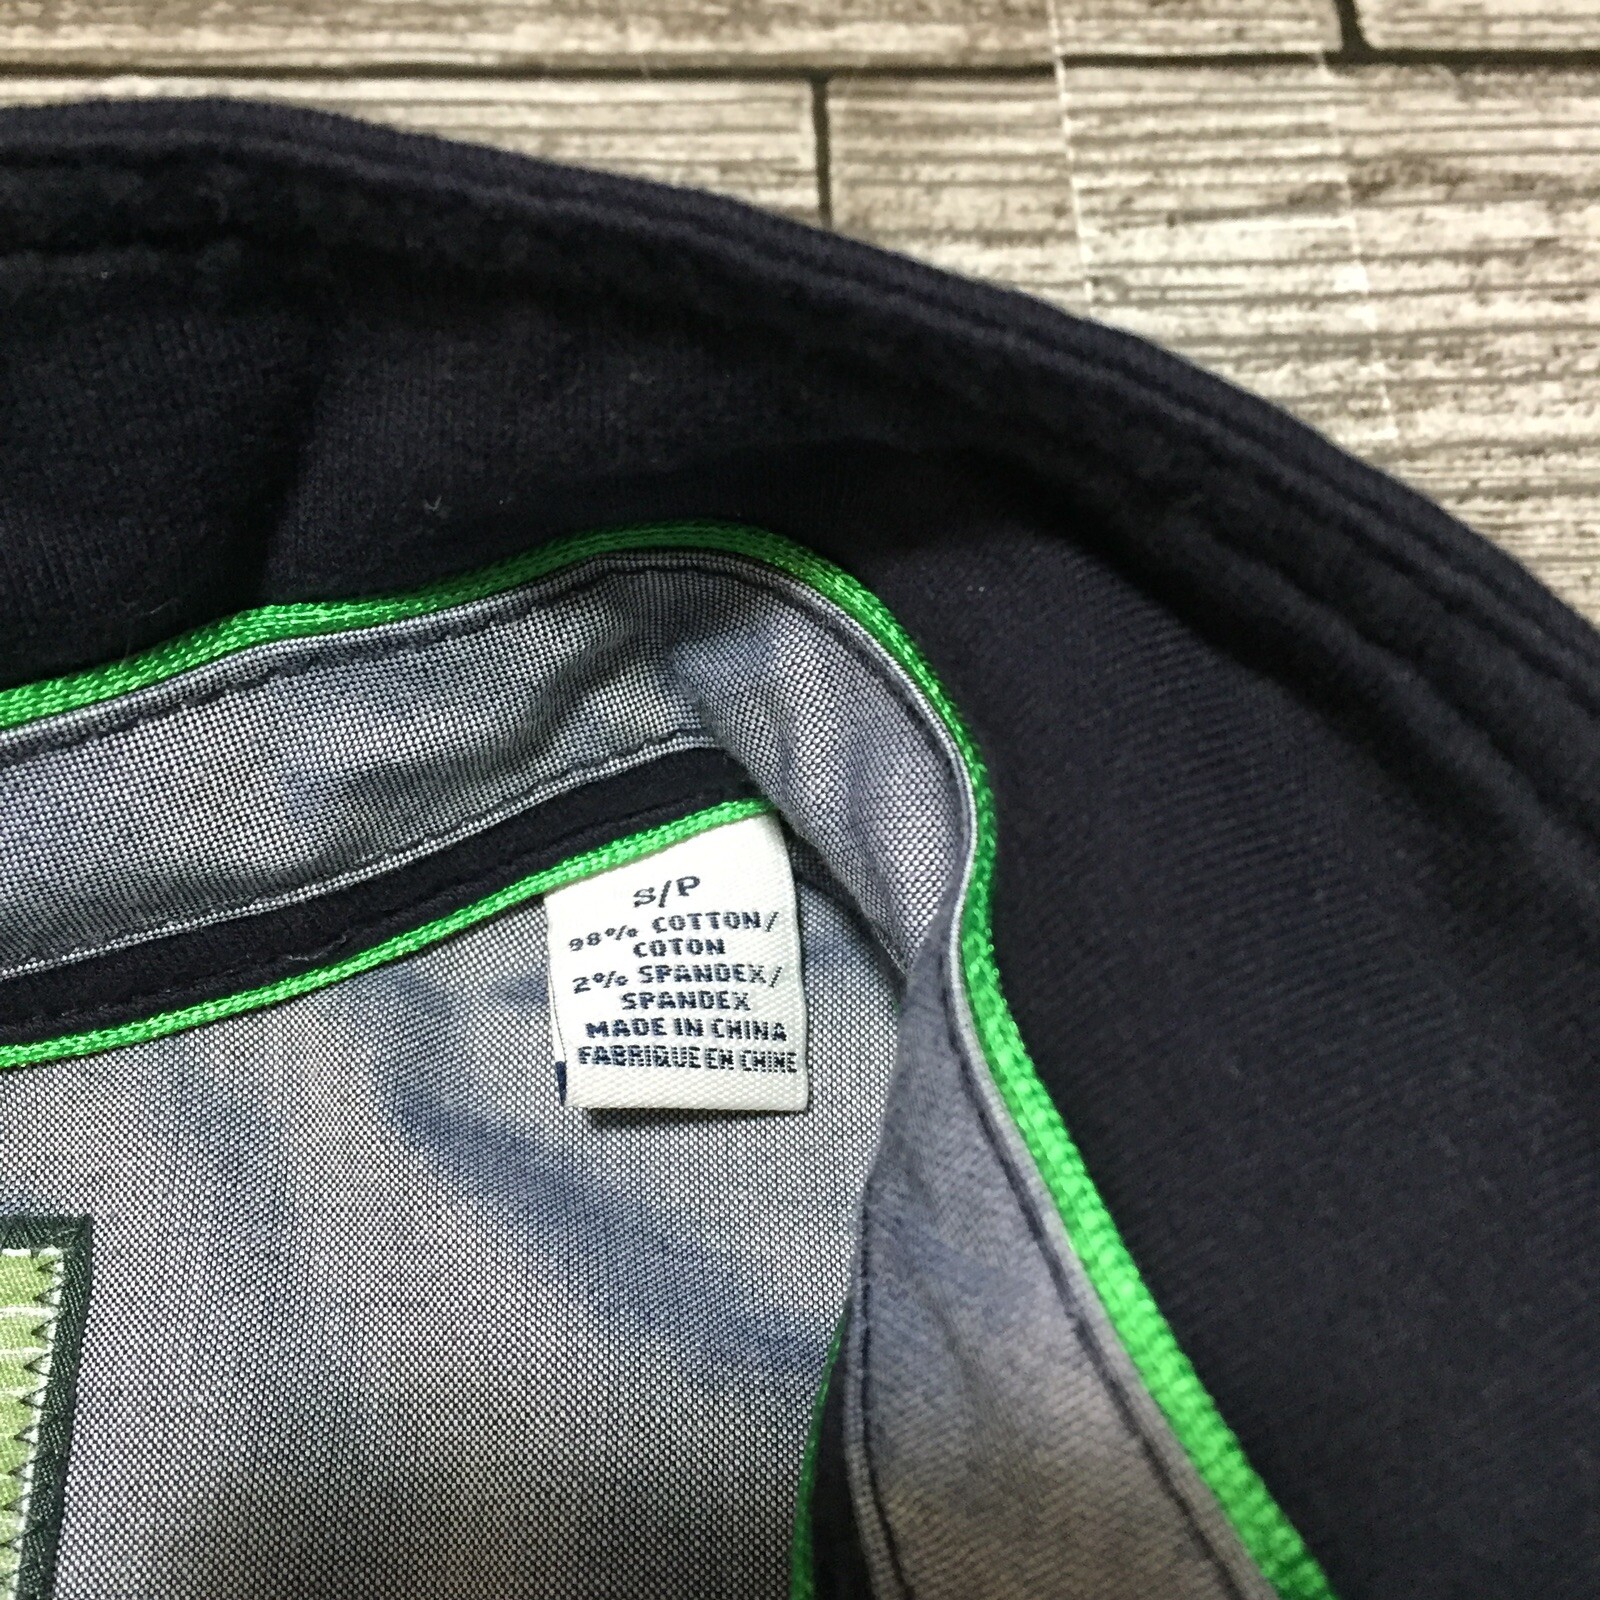 S/P
98% COTTON/
COTON
2% SPANDEX/
SPANDEX
MADE IN CHINA
FABRIQUE EN CHINE